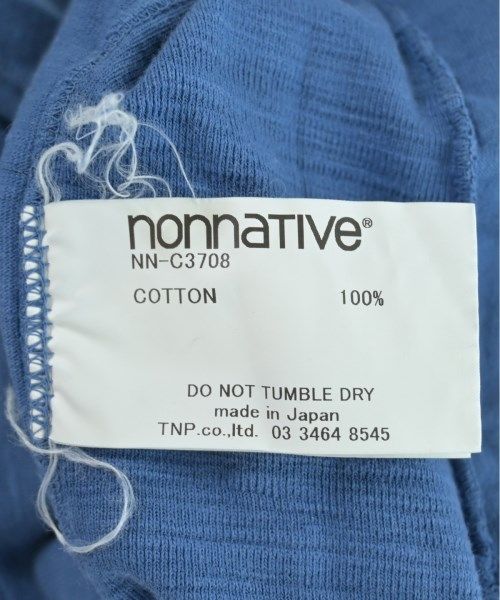 nonnative®
NN-C3708
COTTON 100%
DO NOT TUMBLE DRY
made in Japan
TNP.co.,ltd. 03 3464 8545